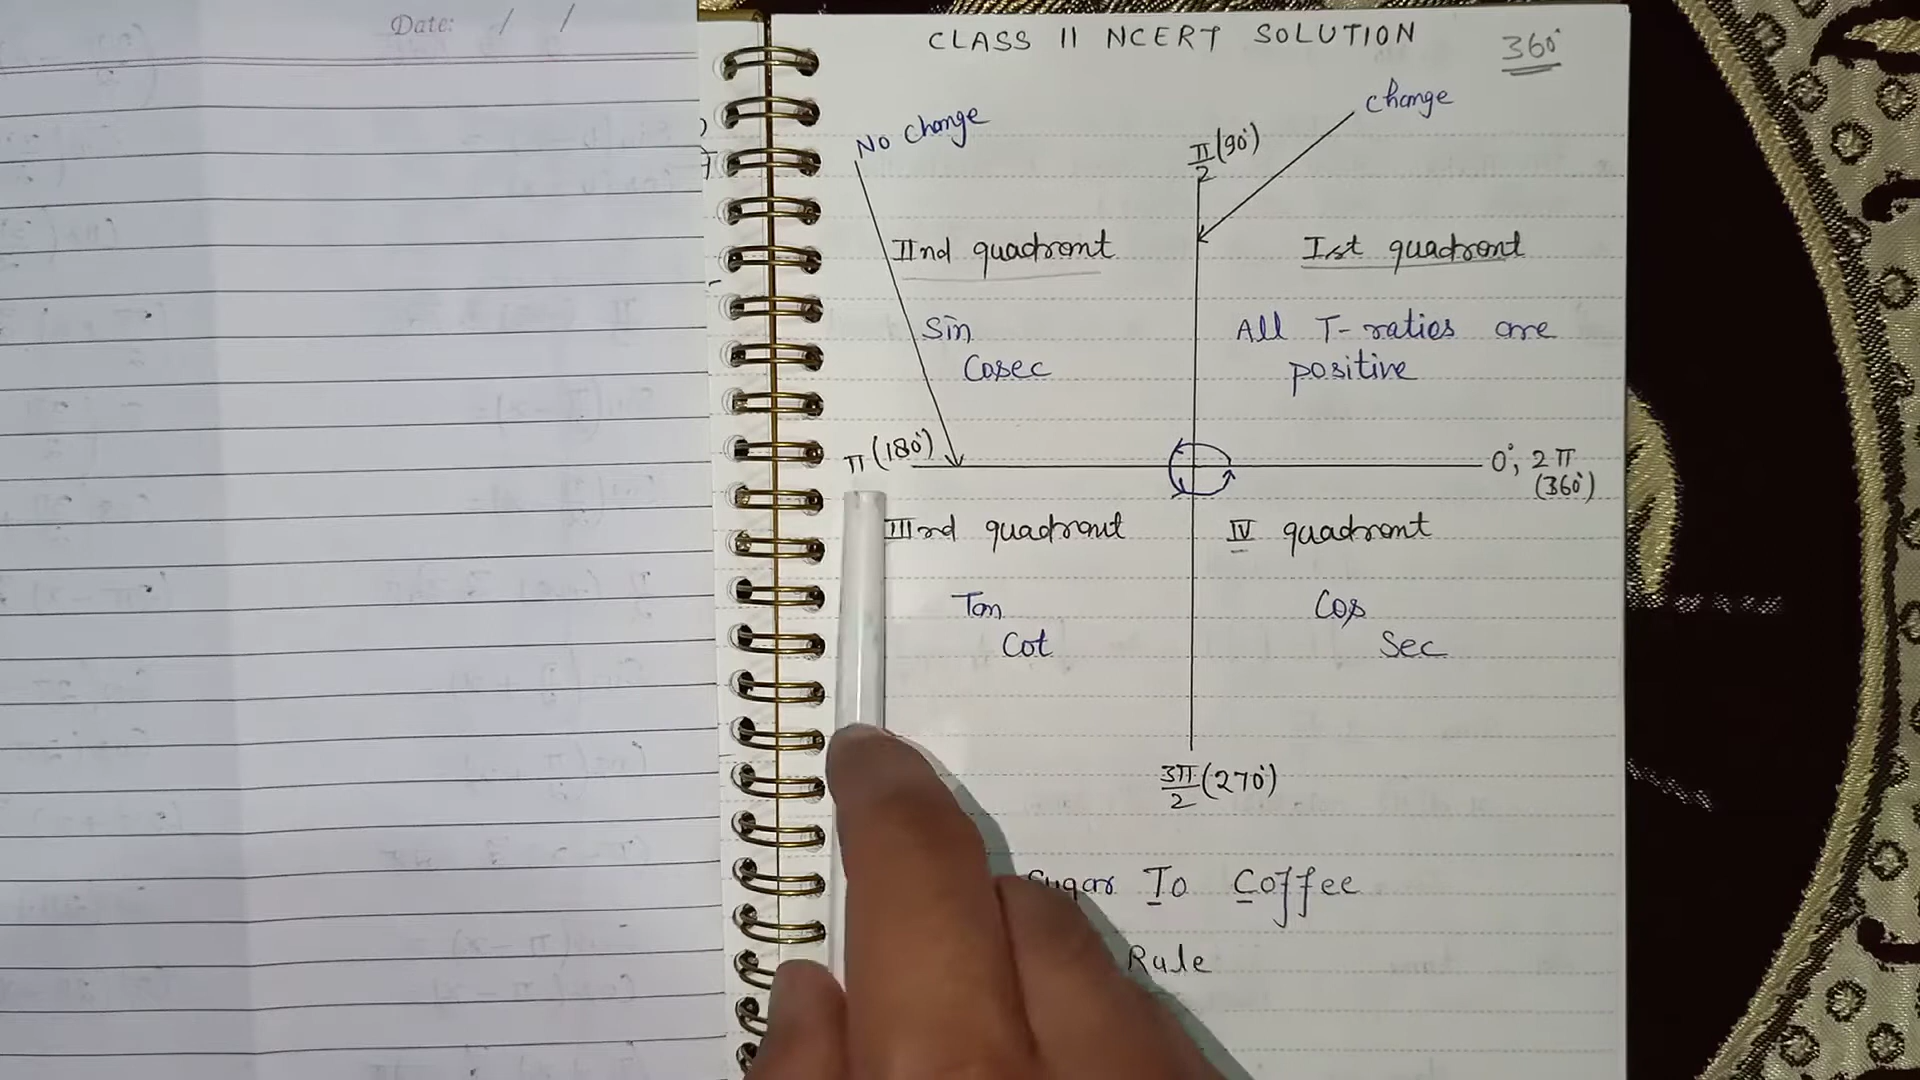 Date: / /
CLASS 11 NCERT SOLUTION
360°
No change
change
π/2 (90°)
IInd quadrant
Ist quadrant
Sin
Cosec
All T-ratios are
positive
π (180°)
0°, 2π
(360°)
IIIrd quadrant
IV quadrant
Tan
Cot
Cos
Sec
3π/2 (270°)
Sugar To Coffee
Rule